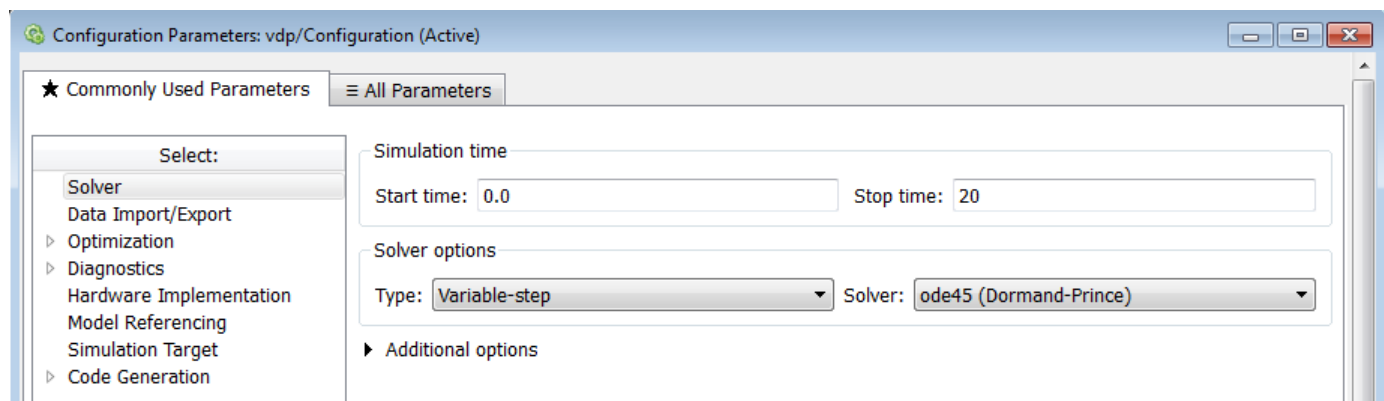 Configuration Parameters: vdp/Configuration (Active)
★ Commonly Used Parameters
≡ All Parameters
Select:
Solver
Data Import/Export
Optimization
Diagnostics
Hardware Implementation
Model Referencing
Simulation Target
Code Generation
Simulation time
Start time: 0.0 Stop time: 20
Solver options
Type: Variable-step Solver: ode45 (Dormand-Prince)
Additional options